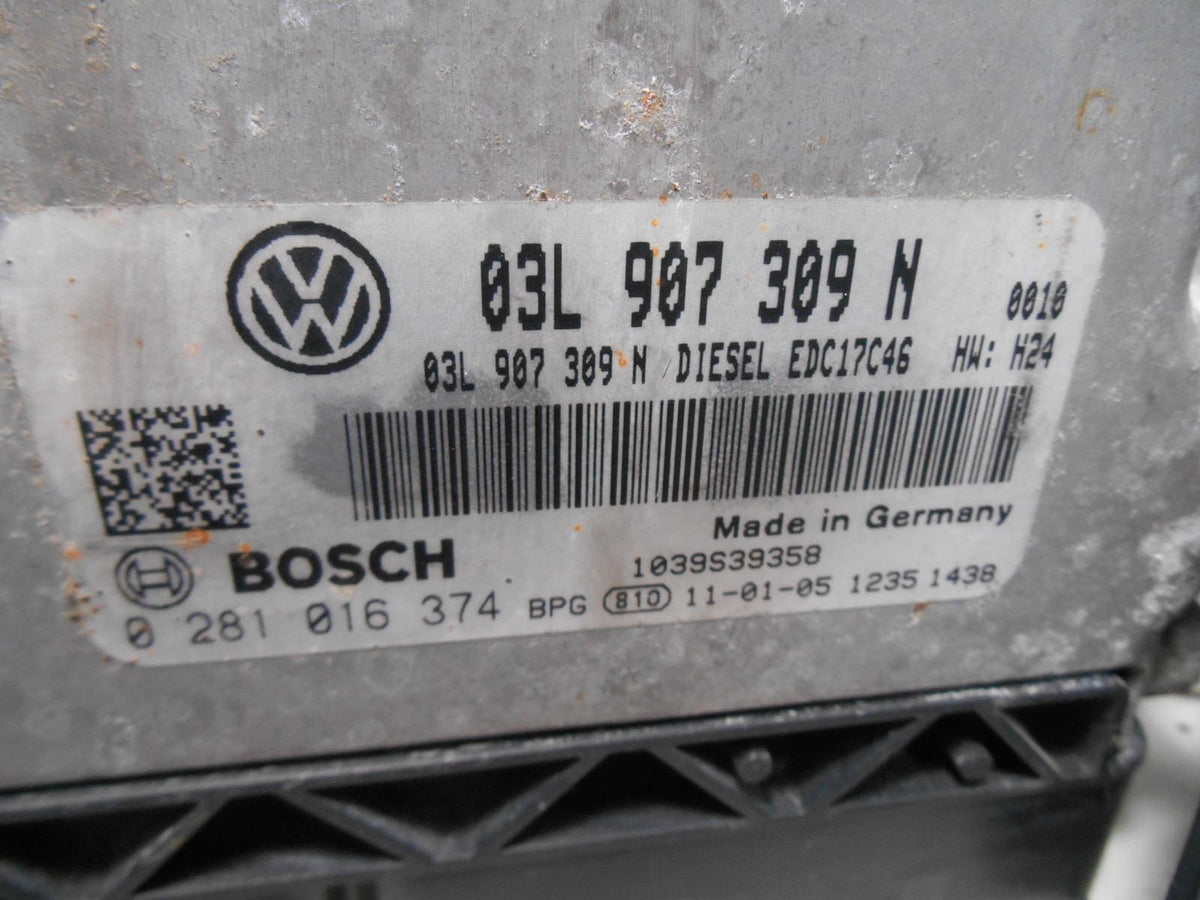 03L 907 309 N 0010
03L 907 309 N DIESEL EDC17C46 HW: H24
Made in Germany
BOSCH 1039S39358
0 281 016 374 BPG 810 11-01-05 1235 1438